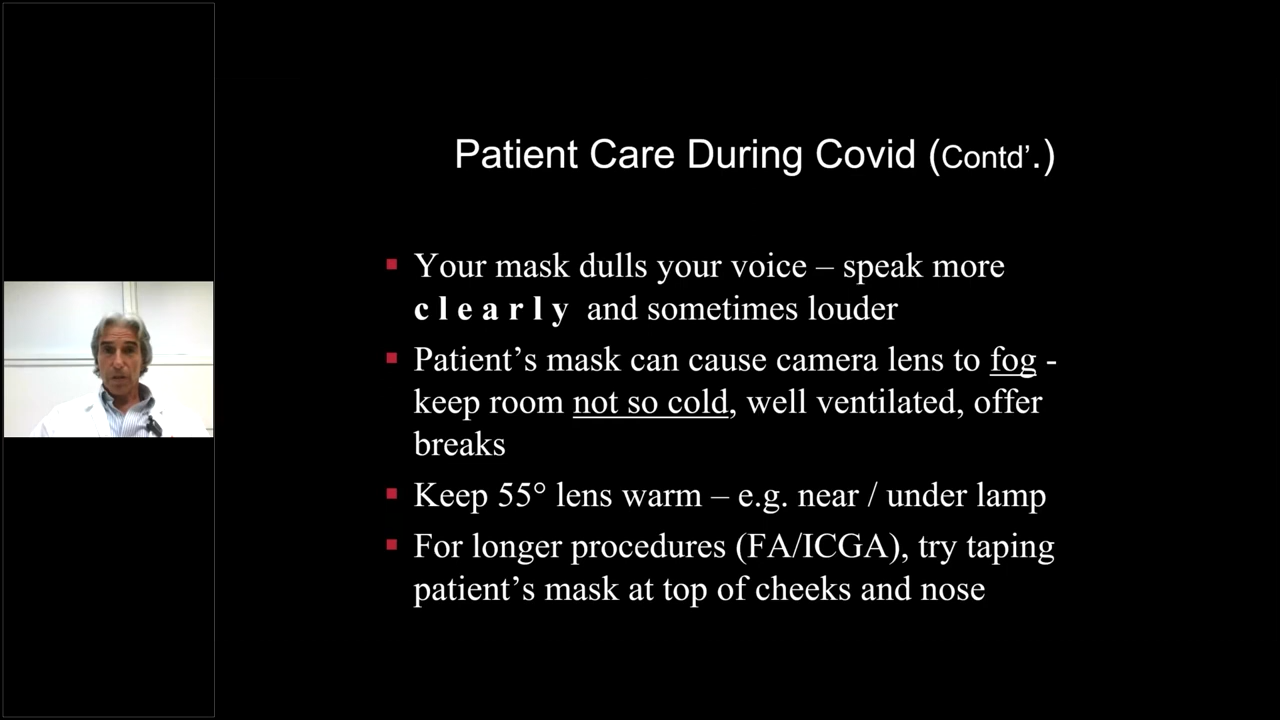 Patient Care During Covid (Contd’.)
▪ Your mask dulls your voice – speak more
c l e a r l y and sometimes louder
▪ Patient’s mask can cause camera lens to fog -
keep room not so cold, well ventilated, offer
breaks
▪ Keep 55° lens warm – e.g. near / under lamp
▪ For longer procedures (FA/ICGA), try taping
patient’s mask at top of cheeks and nose